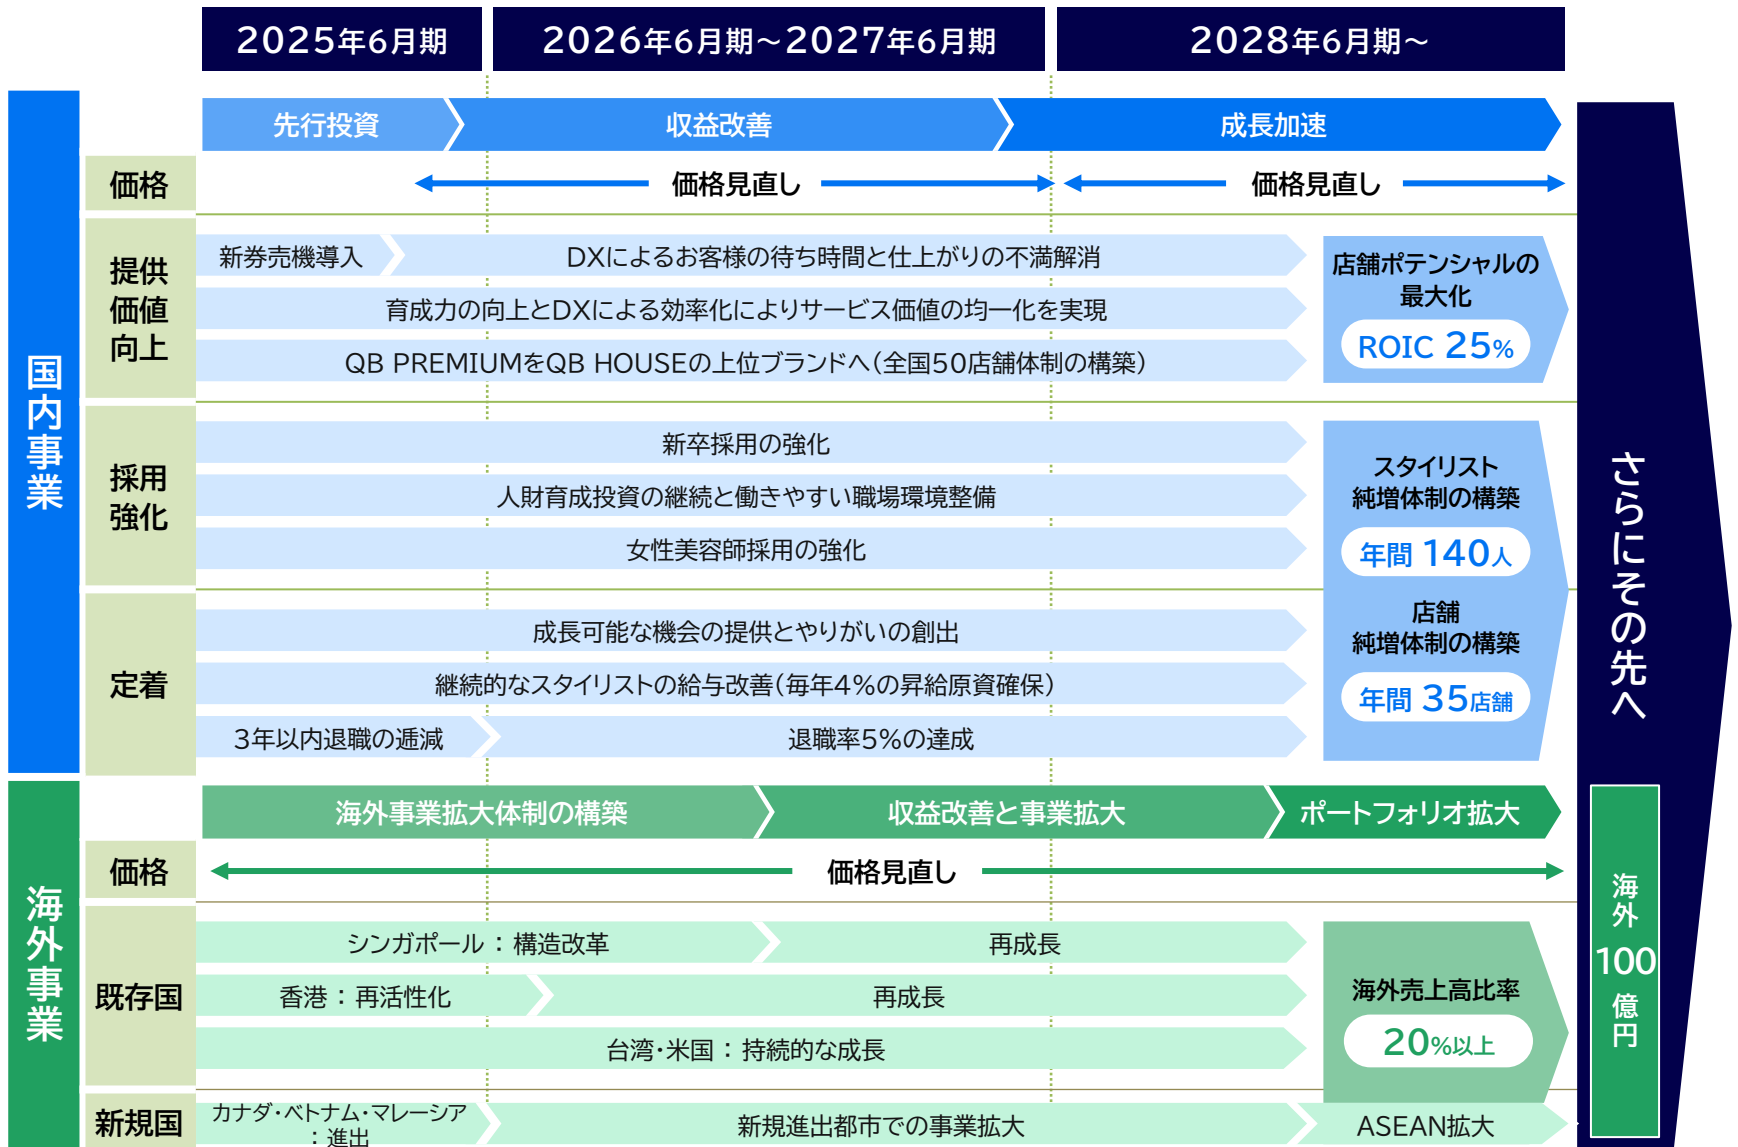 2025年6月期
2026年6月期～2027年6月期
2028年6月期～
国内事業
先行投資
収益改善
成長加速
価格
価格見直し
価格見直し
提供
価値
向上
新券売機導入
DXによるお客様の待ち時間と仕上がりの不満解消
育成力の向上とDXによる効率化によりサービス価値の均一化を実現
QB PREMIUMをQB HOUSEの上位ブランドへ（全国50店舗体制の構築）
店舗ポテンシャルの
最大化
ROIC 25%
採用
強化
新卒採用の強化
人財育成投資の継続と働きやすい職場環境整備
女性美容師採用の強化
スタイリスト
純増体制の構築
年間 140人
定着
成長可能な機会の提供とやりがいの創出
継続的なスタイリストの給与改善（毎年4%の昇給原資確保）
3年以内退職の逓減
退職率5%の達成
店舗
純増体制の構築
年間 35店舗
さらにその先へ
海外事業
海外事業拡大体制の構築
収益改善と事業拡大
ポートフォリオ拡大
価格
価格見直し
既存国
シンガポール：構造改革
再成長
香港：再活性化
再成長
台湾・米国：持続的な成長
海外売上高比率
20%以上
新規国
カナダ・ベトナム・マレーシア
：進出
新規進出都市での事業拡大
ASEAN拡大
海外
100
億円